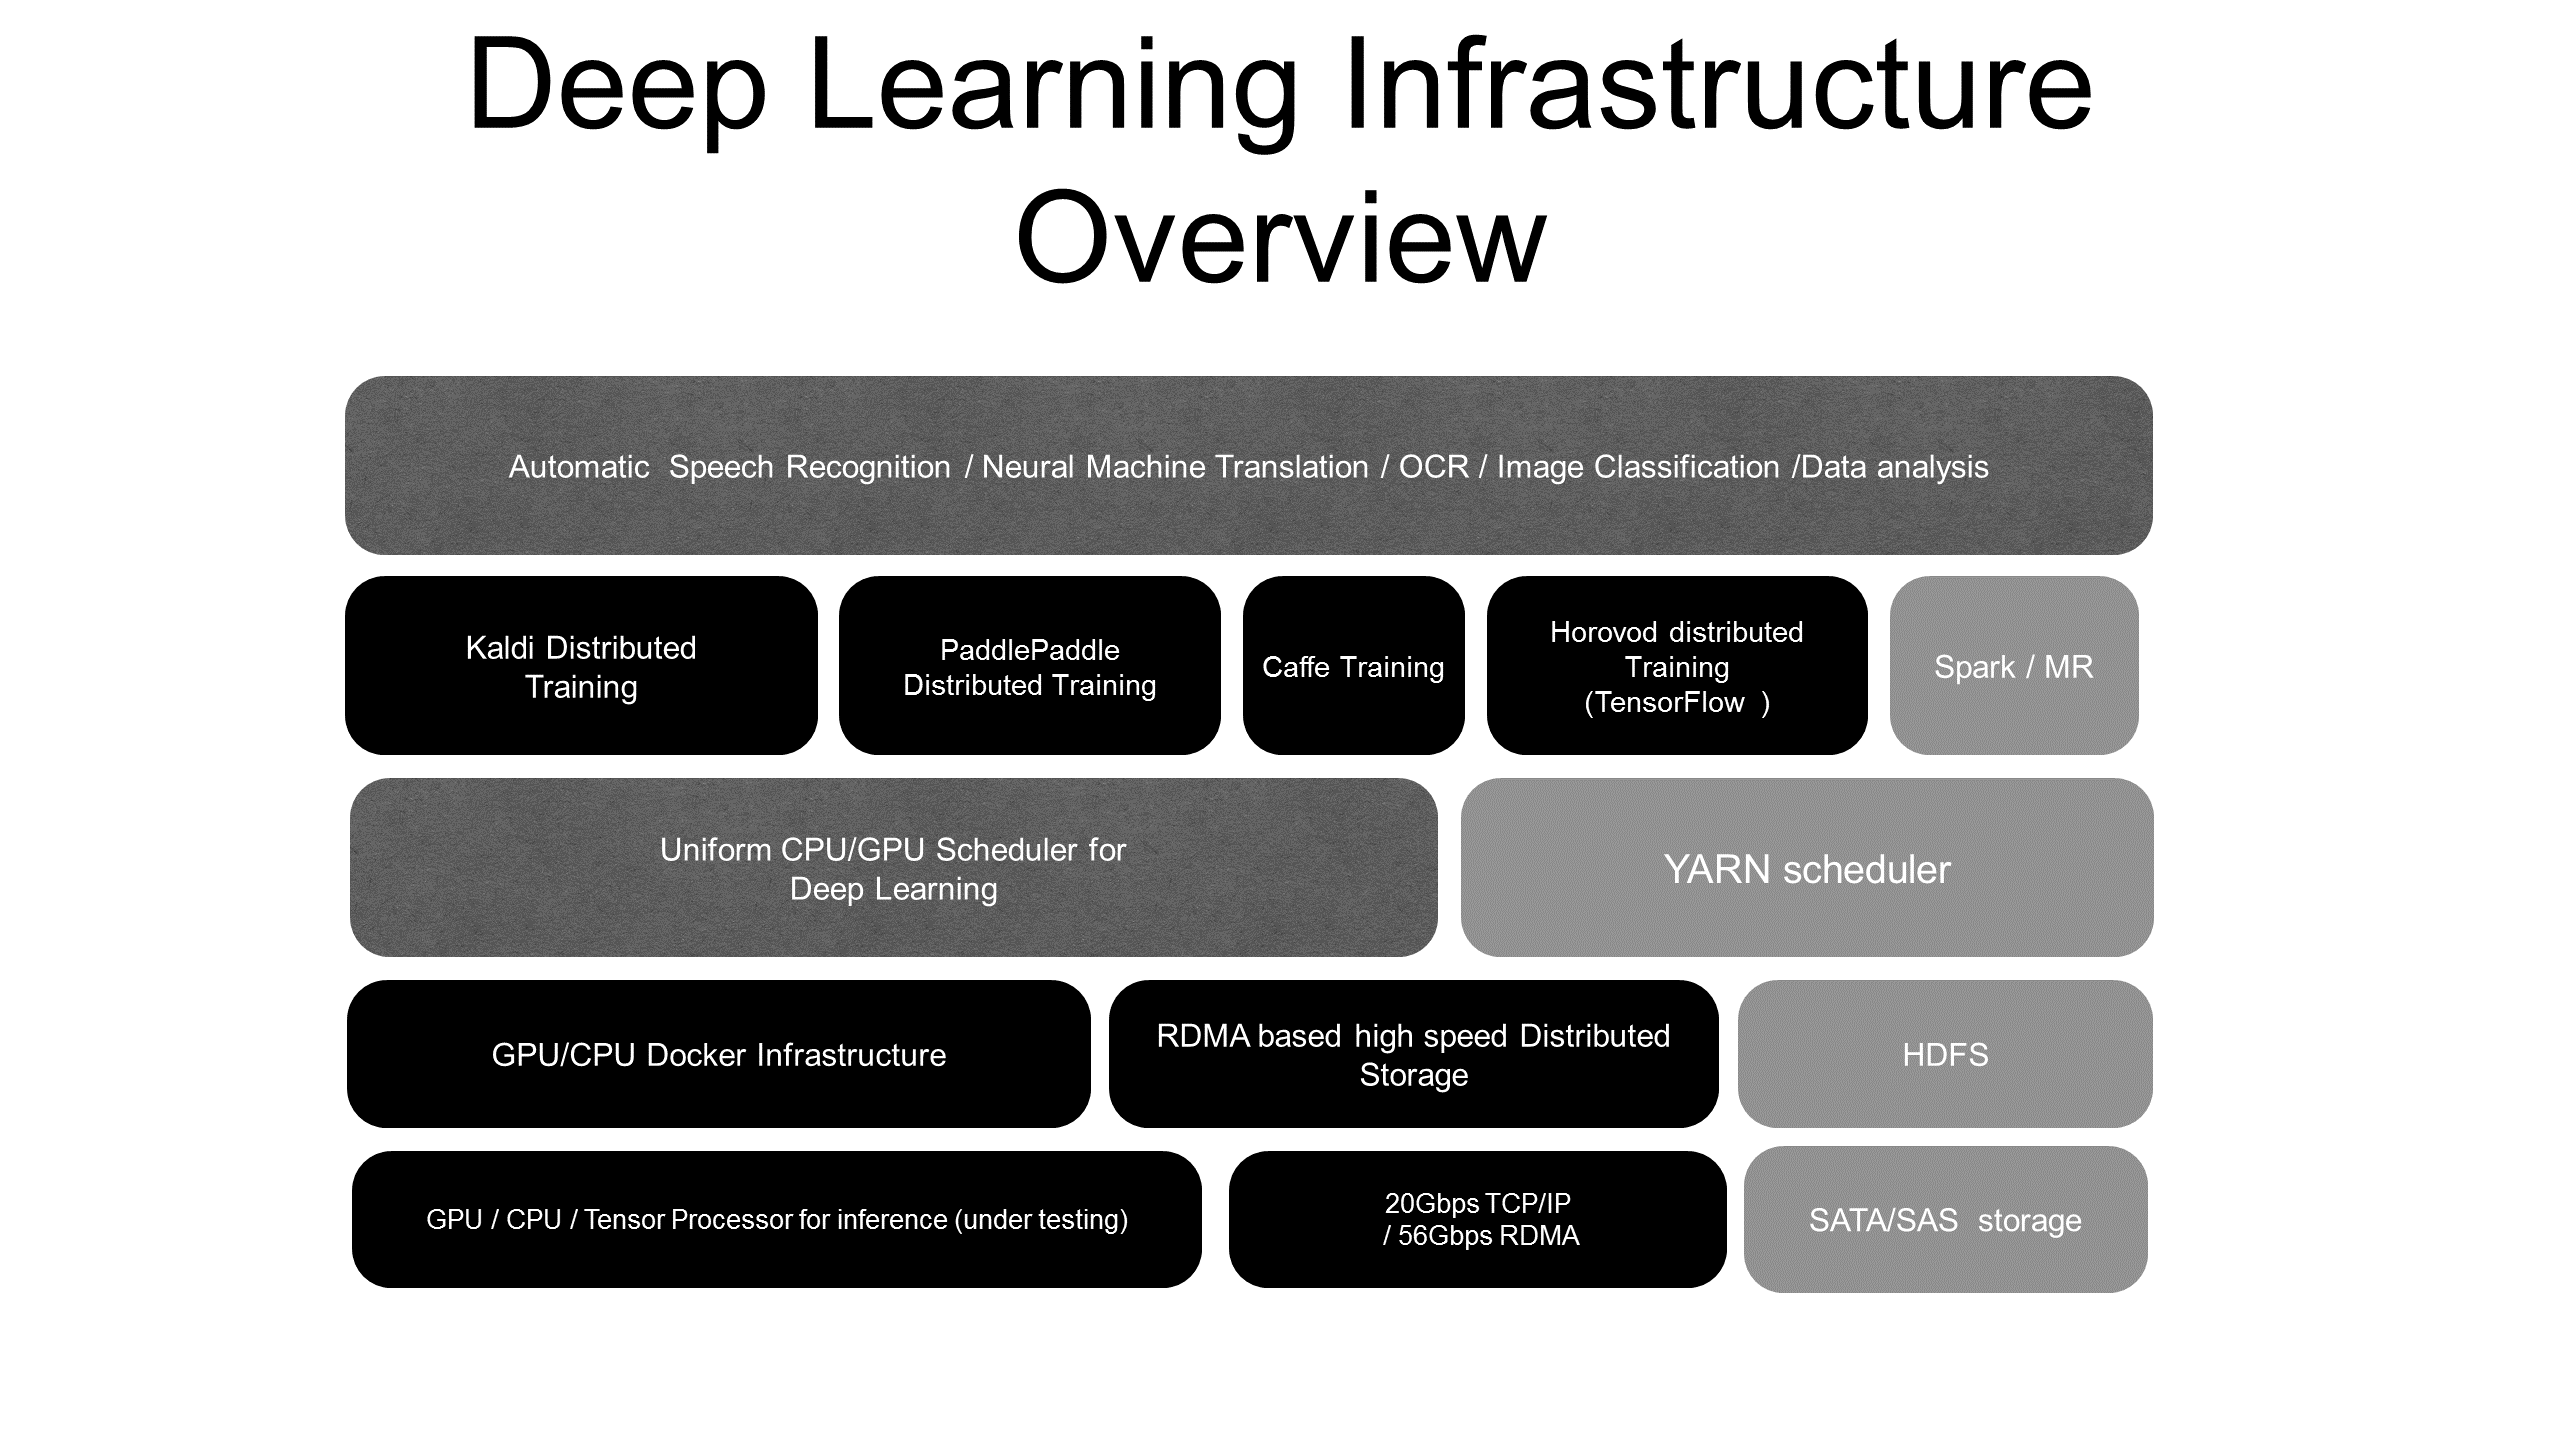 Deep Learning Infrastructure
Overview
Automatic Speech Recognition / Neural Machine Translation / OCR / Image Classification /Data analysis
Kaldi Distributed
Training
PaddlePaddle
Distributed Training
Caffe Training
Horovod distributed
Training
(TensorFlow )
Spark / MR
Uniform CPU/GPU Scheduler for
Deep Learning
YARN scheduler
GPU/CPU Docker Infrastructure
RDMA based high speed Distributed
Storage
HDFS
GPU / CPU / Tensor Processor for inference (under testing)
20Gbps TCP/IP
/ 56Gbps RDMA
SATA/SAS storage